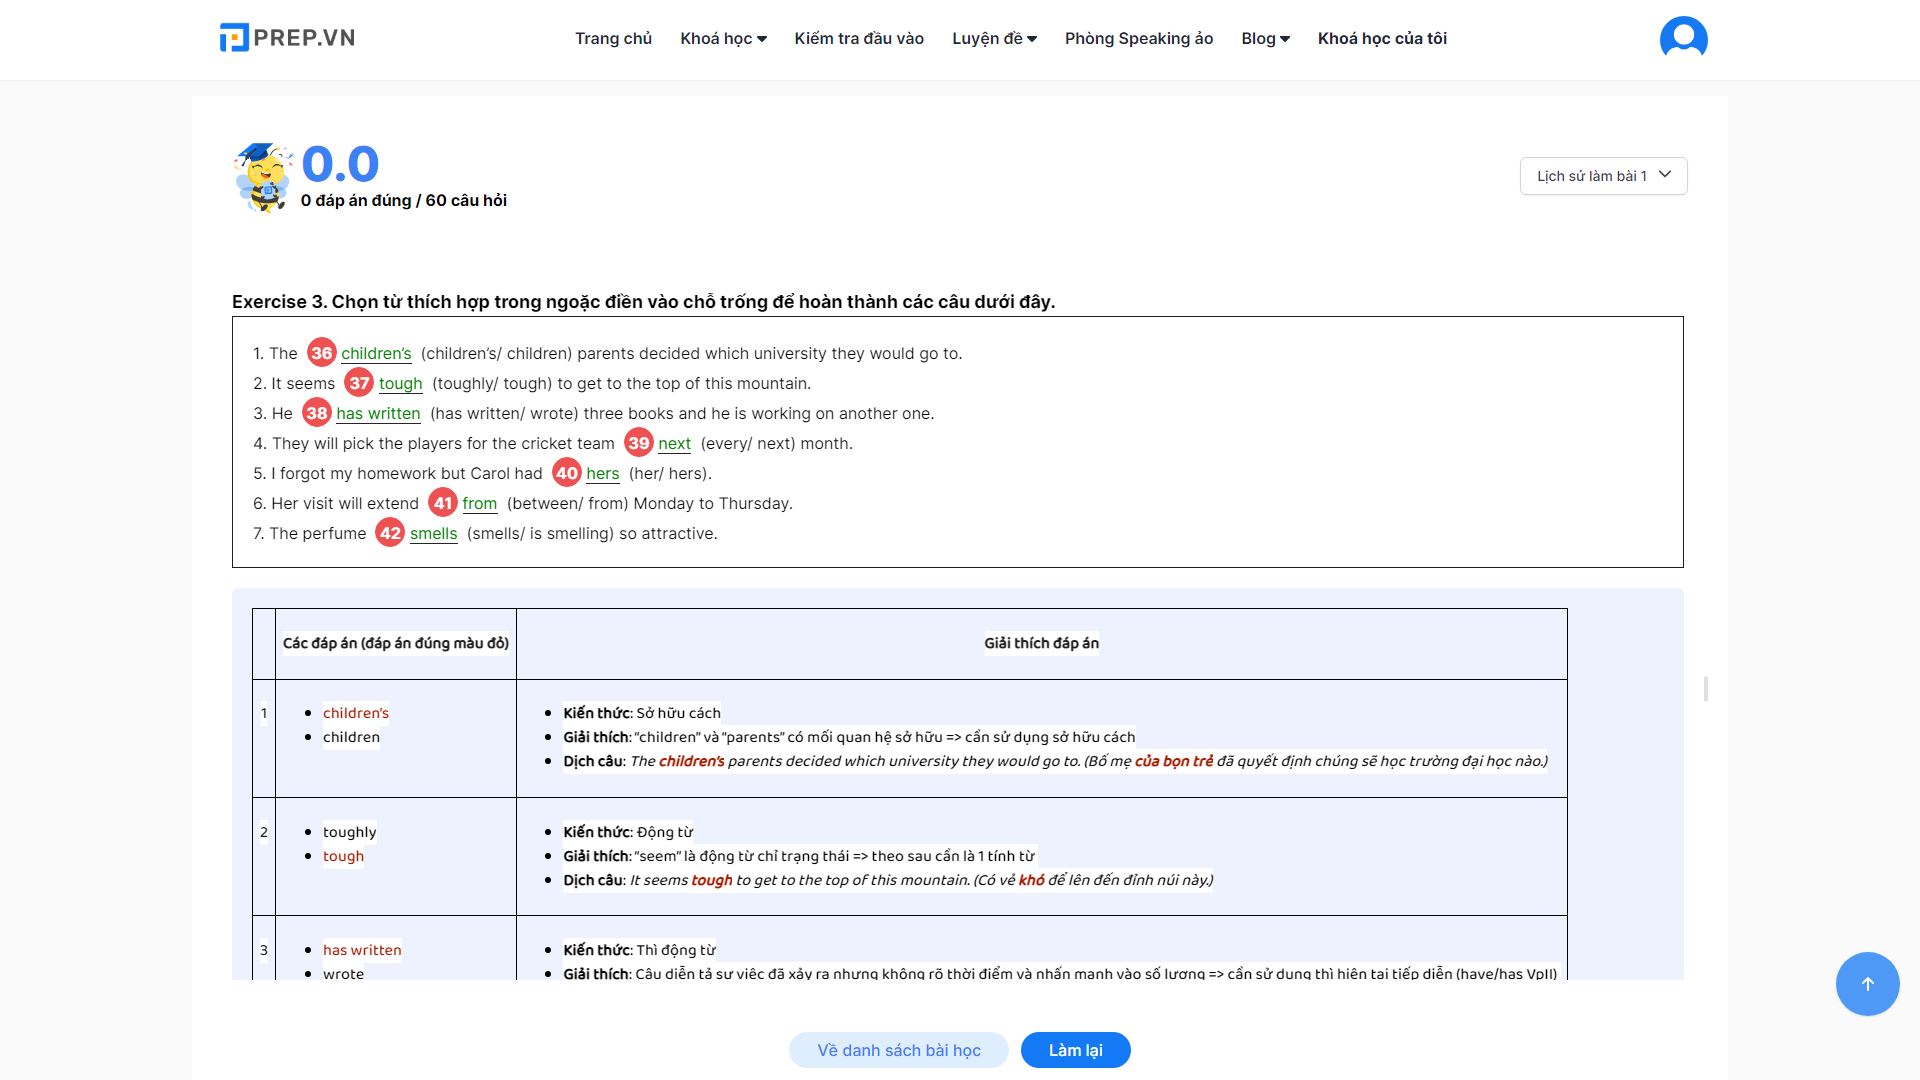 PREP.VN
Trang chủ Khoá học Kiểm tra đầu vào Luyện đề Phòng Speaking ảo Blog Khoá học của tôi
0.0
0 đáp án đúng / 60 câu hỏi
Lịch sử làm bài 1
Exercise 3. Chọn từ thích hợp trong ngoặc điền vào chỗ trống để hoàn thành các câu dưới đây.
1. The 36 children’s (children’s/ children) parents decided which university they would go to.
2. It seems 37 tough (toughly/ tough) to get to the top of this mountain.
3. He 38 has written (has written/ wrote) three books and he is working on another one.
4. They will pick the players for the cricket team 39 next (every/ next) month.
5. I forgot my homework but Carol had 40 hers (her/ hers).
6. Her visit will extend 41 from (between/ from) Monday to Thursday.
7. The perfume 42 smells (smells/ is smelling) so attractive.
Các đáp án (đáp án đúng màu đỏ) Giải thích đáp án
1
children’s
children
Kiến thức: Sở hữu cách
Giải thích: “children” và “parents” có mối quan hệ sở hữu => cần sử dụng sở hữu cách
Dịch câu: The children’s parents decided which university they would go to. (Bố mẹ của bọn trẻ đã quyết định chúng sẽ học trường đại học nào.)
2
toughly
tough
Kiến thức: Động từ
Giải thích: “seem” là động từ chỉ trạng thái => theo sau cần là 1 tính từ
Dịch câu: It seems tough to get to the top of this mountain. (Có vẻ khó để lên đến đỉnh núi này.)
3
has written
wrote
Kiến thức: Thì động từ
Giải thích: Câu diễn tả sự việc đã xảy ra nhưng không rõ thời điểm và nhấn mạnh vào số lượng => cần sử dụng thì hiện tại tiếp diễn (have/has VpII)
Về danh sách bài học Làm lại